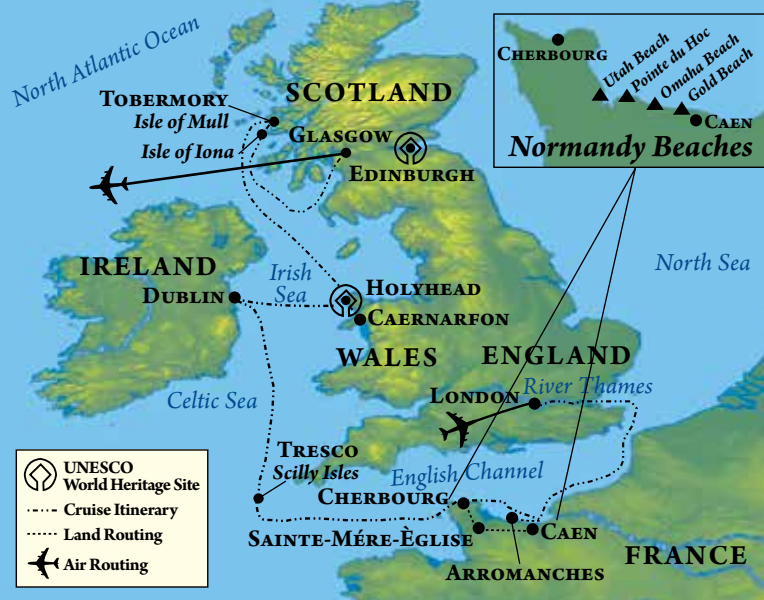 North Atlantic Ocean
SCOTLAND
TOBERMORY
Isle of Mull
Isle of Iona
GLASGOW
EDINBURGH
CHERBOURG
Utah Beach
Pointe du Hoc
Omaha Beach
Gold Beach
CAEN
Normandy Beaches
IRELAND
DUBLIN
Irish
Sea
HOLYHEAD
CAERNARFON
North Sea
WALES
ENGLAND
LONDON
River Thames
Celtic Sea
TRESCO
Scilly Isles
English Channel
CHERBOURG
SAINTE-MÉRE-ÈGLISE
CAEN
ARROMANCHES
FRANCE
UNESCO
World Heritage Site
Cruise Itinerary
Land Routing
Air Routing